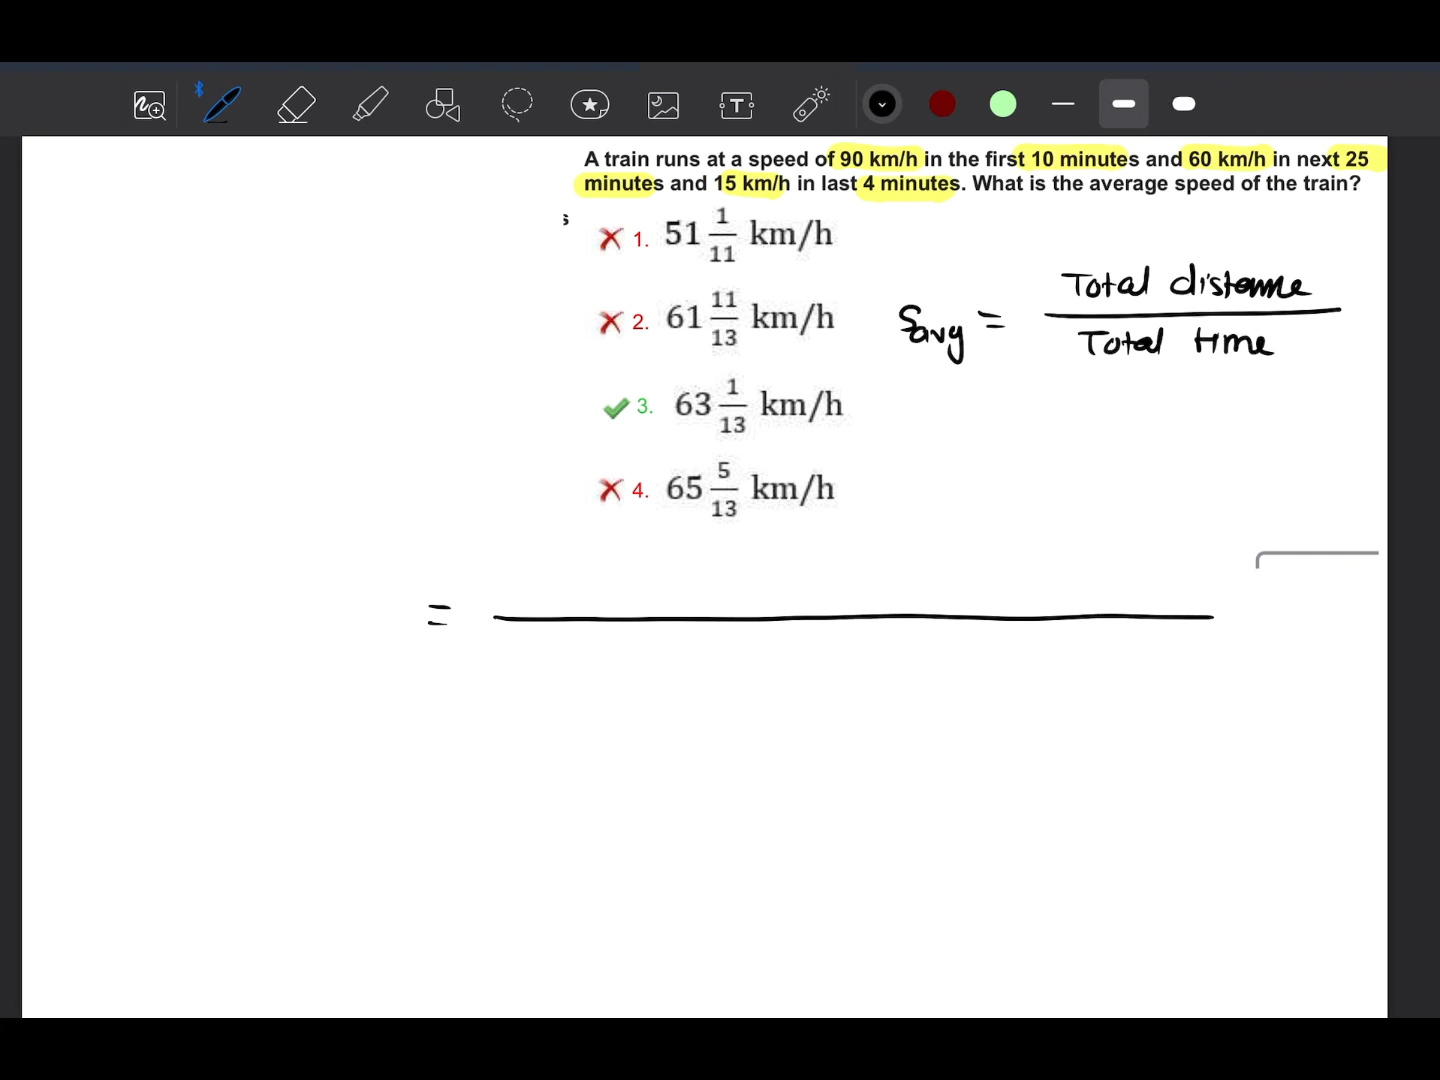 A train runs at a speed of 90 km/h in the first 10 minutes and 60 km/h in next 25
minutes and 15 km/h in last 4 minutes. What is the average speed of the train?
s
1. 51 1/11 km/h
2. 61 11/13 km/h
3. 63 1/13 km/h
4. 65 5/13 km/h
Savg = Total distance / Total time
=
T